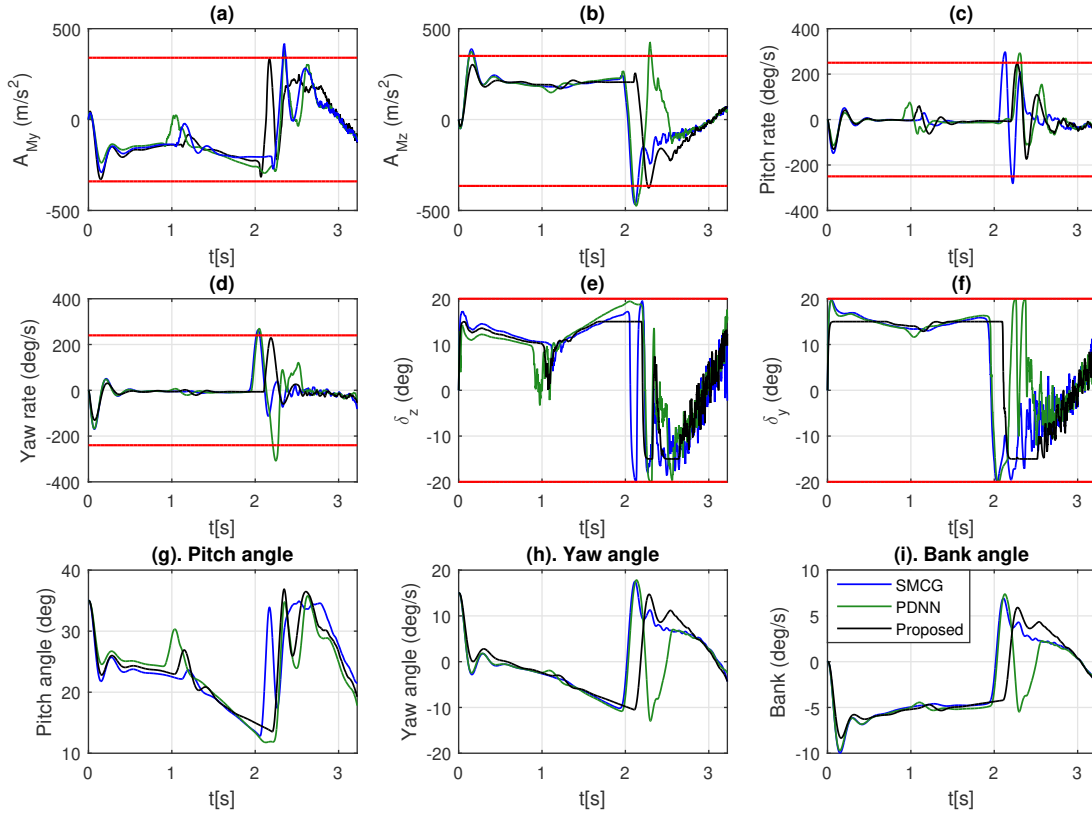 (a)
500
0
-500
A_My (m/s²)
0
1
2
3
t[s]
(b)
500
0
-500
A_Mz (m/s²)
0
1
2
3
t[s]
(c)
400
200
0
-200
-400
Pitch rate (deg/s)
0
1
2
3
t[s]
(d)
400
200
0
-200
-400
Yaw rate (deg/s)
0
1
2
3
t[s]
(e)
20
10
0
-10
-20
δ_z (deg)
0
1
2
3
t[s]
(f)
20
10
0
-10
-20
δ_y (deg)
0
1
2
3
t[s]
(g). Pitch angle
40
30
20
10
Pitch angle (deg)
0
1
2
3
t[s]
(h). Yaw angle
20
10
0
-10
-20
Yaw angle (deg/s)
0
1
2
3
t[s]
(i). Bank angle
10
5
0
-5
-10
Bank (deg/s)
SMCG
PDNN
Proposed
0
1
2
3
t[s]